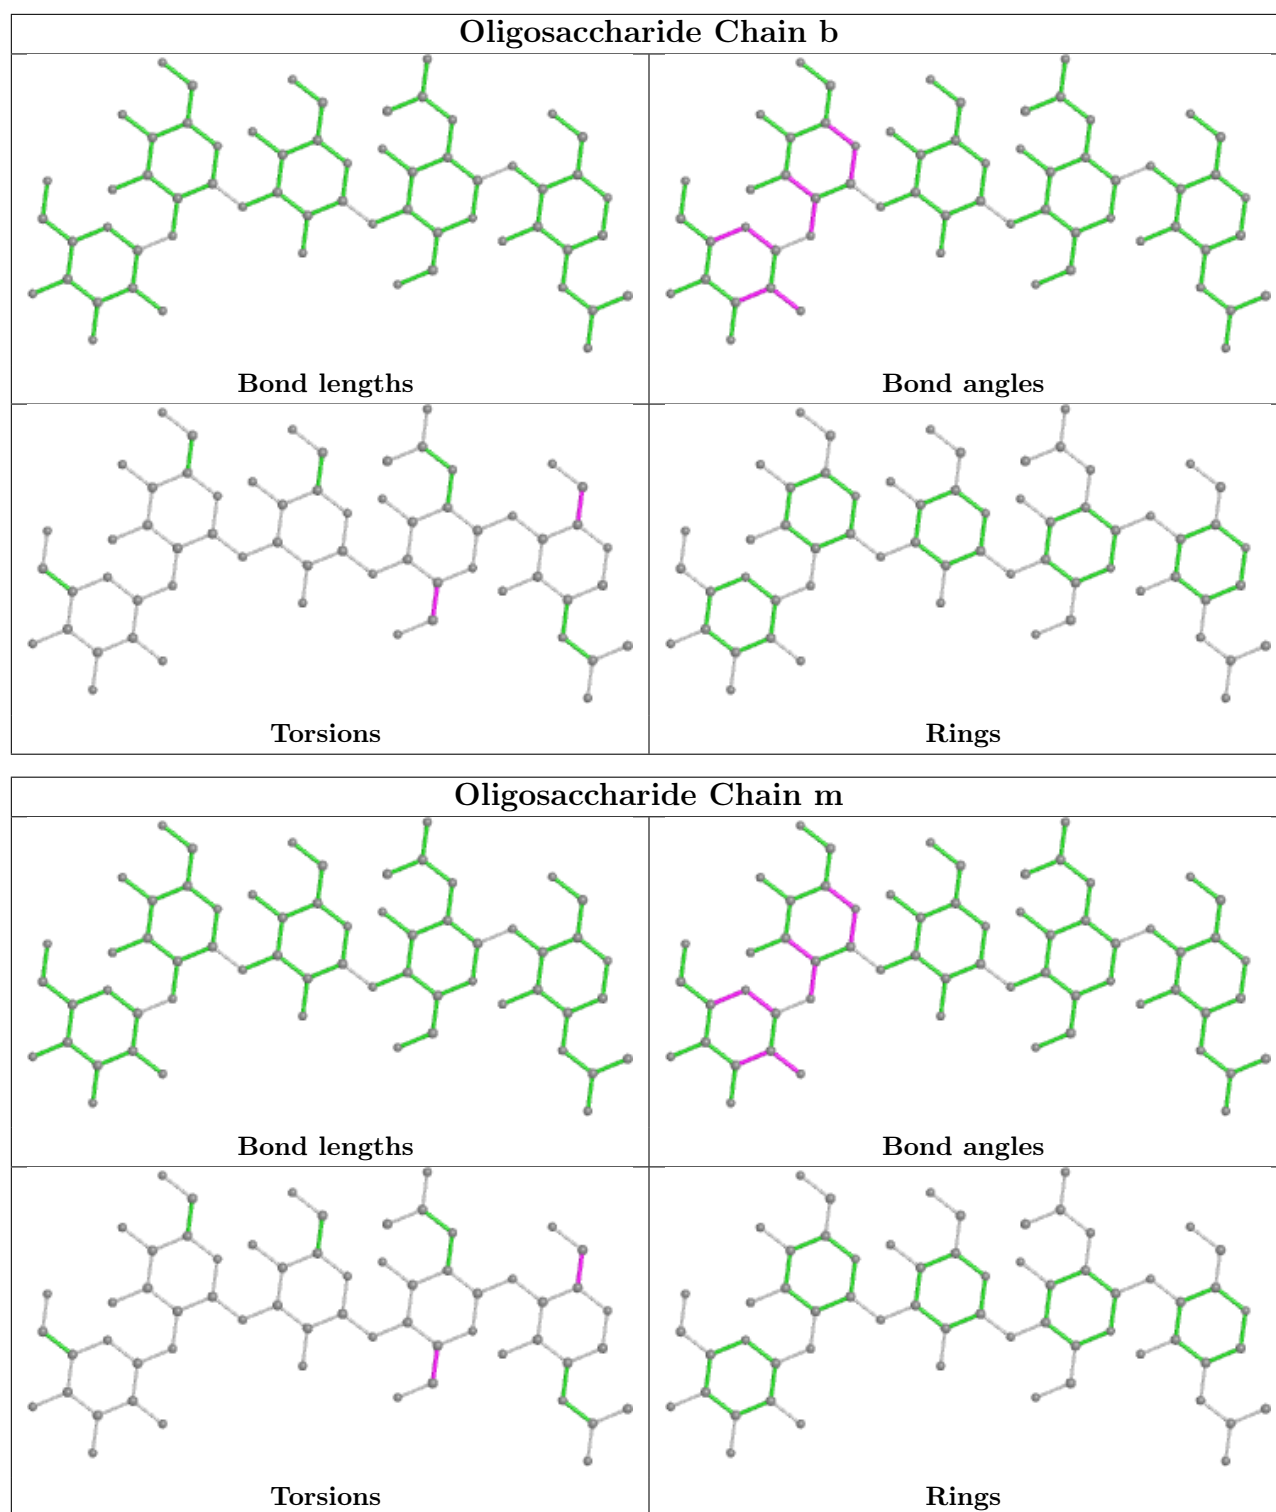 Oligosaccharide Chain b
Bond lengths
Bond angles
Torsions
Rings
Oligosaccharide Chain m
Bond lengths
Bond angles
Torsions
Rings